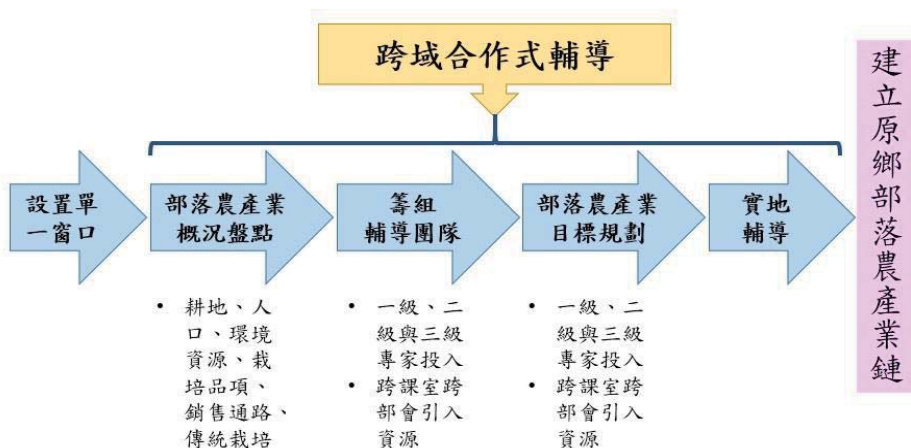 跨域合作式輔導
設置單
一窗口
部落農產業
概況盤點
籌組
輔導團隊
部落農產業
目標規劃
實地
輔導
• 耕地、人
口、環境
資源、栽
培品項、
銷售通路、
傳統栽培
• 一級、二
級與三級
專家投入
• 跨課室跨
部會引入
資源
• 一級、二
級與三級
專家投入
• 跨課室跨
部會引入
資源
建立原鄉部落農產業鏈